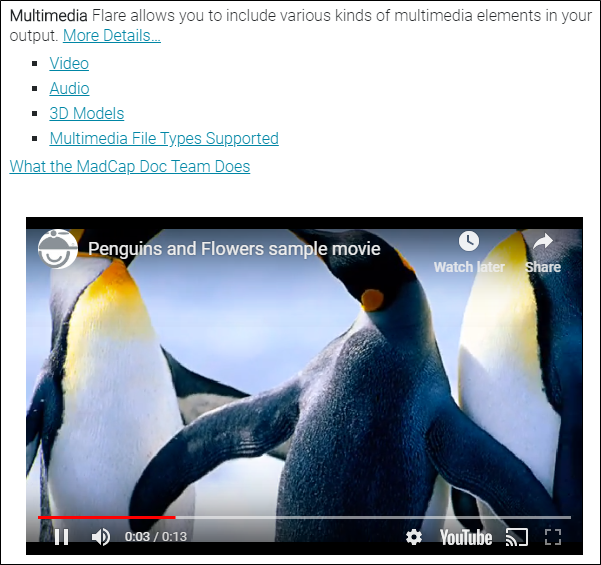 Multimedia Flare allows you to include various kinds of multimedia elements in your
output. More Details…
Video
Audio
3D Models
Multimedia File Types Supported
What the MadCap Doc Team Does
Penguins and Flowers sample movie
Watch later
Share
0:03 / 0:13
YouTube